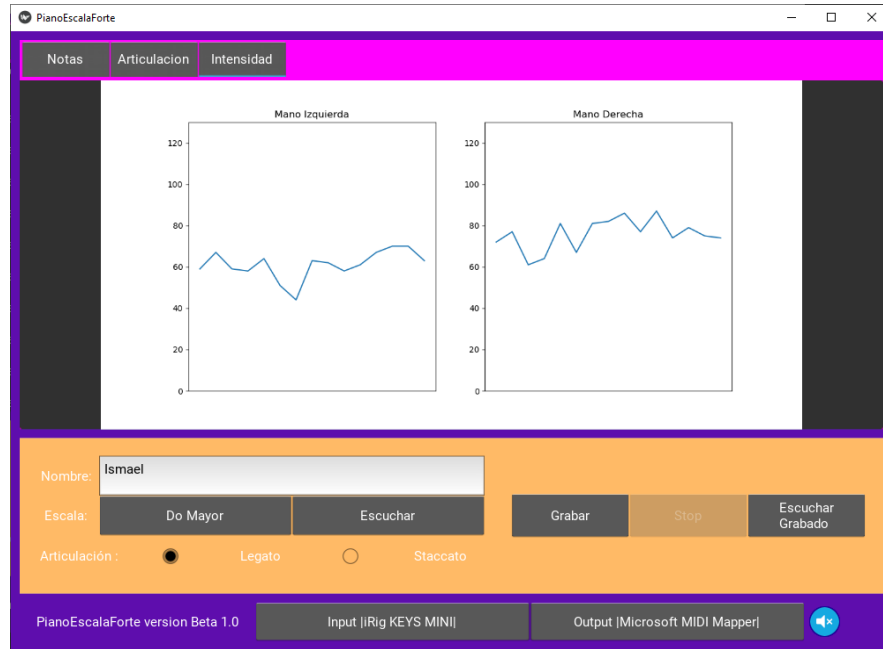 PianoEscalaForte
Notas Articulacion Intensidad
Mano Izquierda Mano Derecha
120 120
100 100
80 80
60 60
40 40
20 20
0 0
Nombre: Ismael
Escala: Do Mayor Escuchar Grabar Stop Escuchar
Grabado
Articulación : Legato Staccato
PianoEscalaForte version Beta 1.0 Input |iRig KEYS MINI| Output |Microsoft MIDI Mapper|